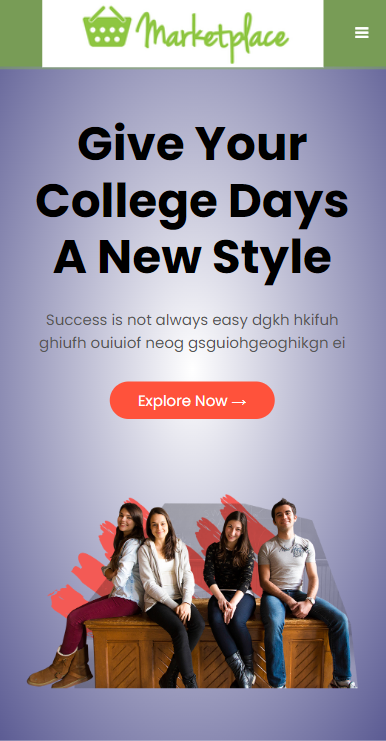 Marketplace
Give Your
College Days
A New Style
Success is not always easy dgkh hkifuh
ghiufh ouiuiof neog gsguiohgeoghikgn ei
Explore Now →